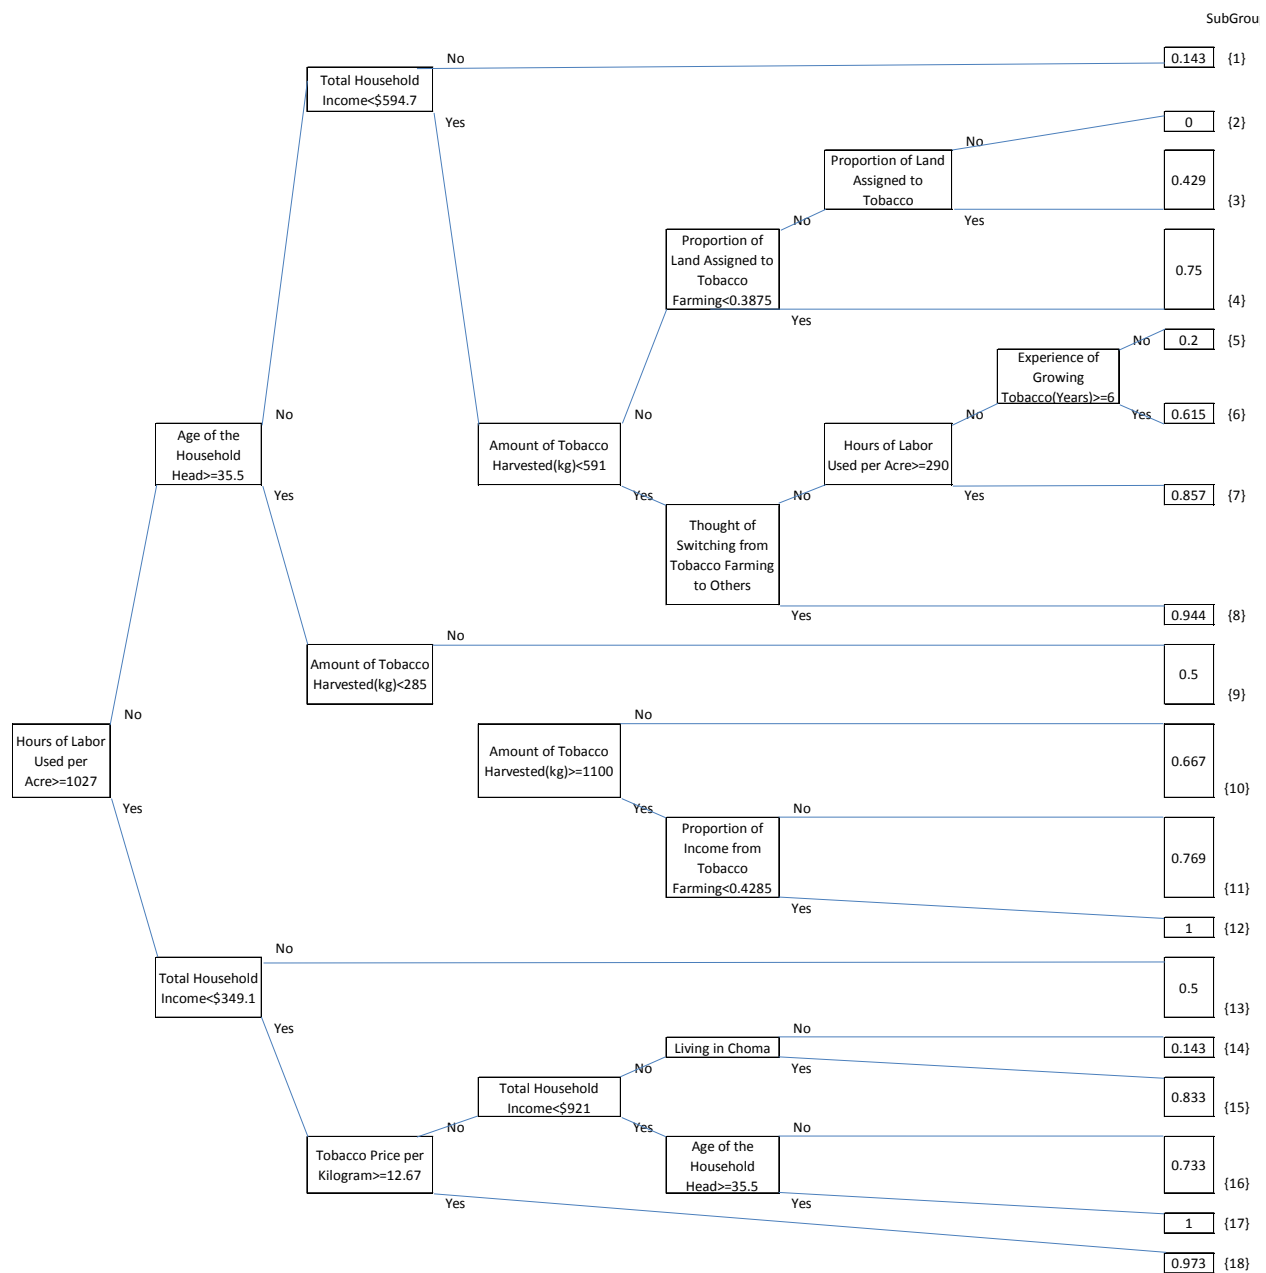 SubGrou
No
0.143 {1}
Total Household
Income<$594.7
Yes
0 {2}
No
Proportion of Land
Assigned to
Tobacco
0.429
{3}
No
Yes
Proportion of
Land Assigned to
Tobacco
Farming<0.3875
0.75
{4}
Yes
No
0.2 {5}
Experience of
Growing
Tobacco(Years)>=6
No
Yes
0.615 {6}
No
No
Age of the
Household
Head>=35.5
Amount of Tobacco
Harvested(kg)<591
Hours of Labor
Used per Acre>=290
Yes
Yes
No
Yes
0.857 {7}
Thought of
Switching from
Tobacco Farming
to Others
Yes
0.944 {8}
No
Amount of Tobacco
Harvested(kg)<285
0.5
{9}
No
No
Hours of Labor
Used per
Acre>=1027
Amount of Tobacco
Harvested(kg)>=1100
0.667
{10}
Yes
Yes
No
Proportion of
Income from
Tobacco
Farming<0.4285
0.769
{11}
Yes
1 {12}
No
Total Household
Income<$349.1
0.5
{13}
Yes
No
Living in Choma
0.143 {14}
No
Yes
Total Household
Income<$921
0.833
{15}
No
Yes
No
Tobacco Price per
Kilogram>=12.67
Age of the
Household
Head>=35.5
0.733
{16}
Yes
Yes
1 {17}
0.973 {18}